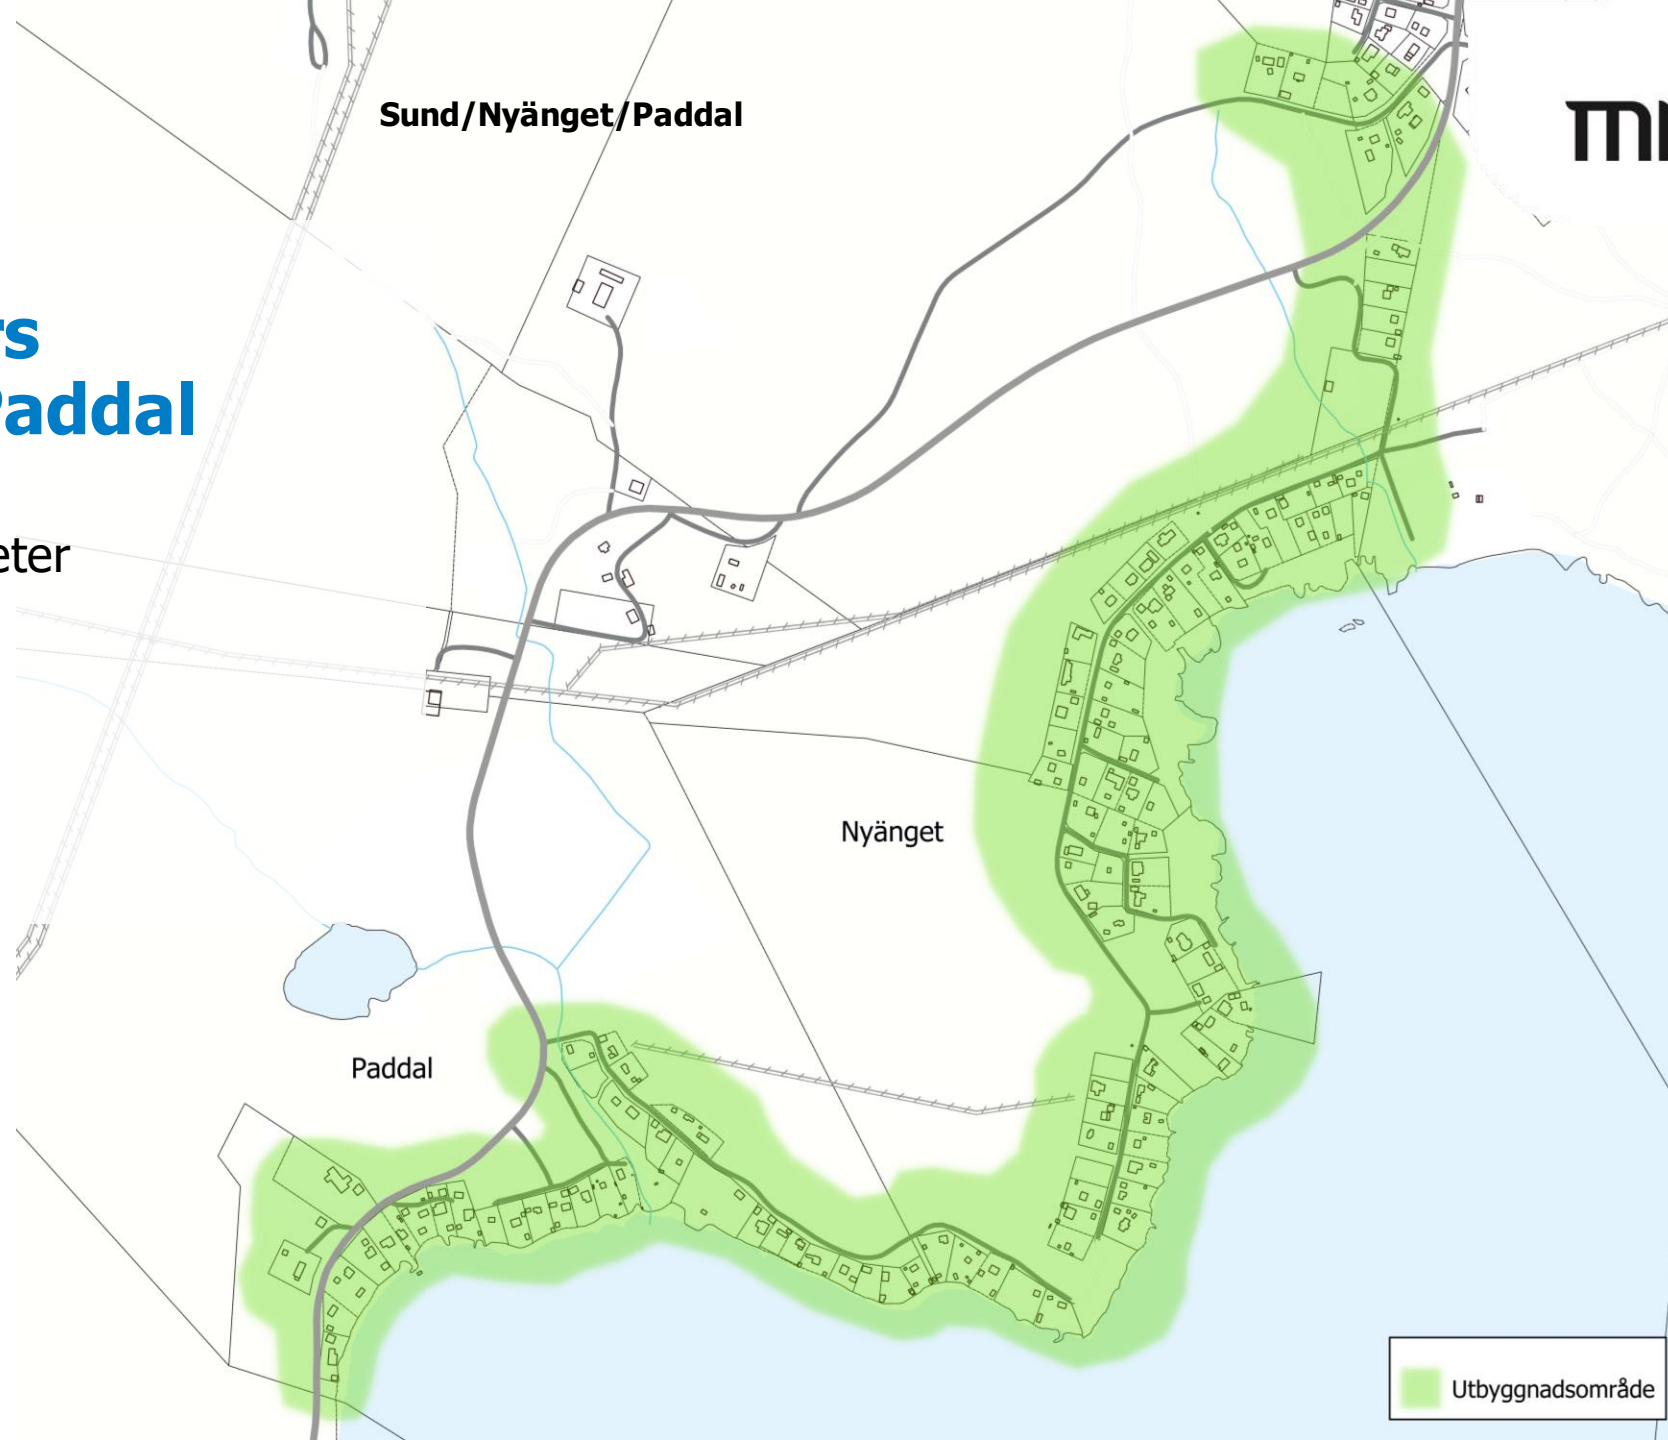 Sund/Nyänget/Paddal
rs
Paddal
eter
Nyänget
Paddal
Utbyggnadsområde